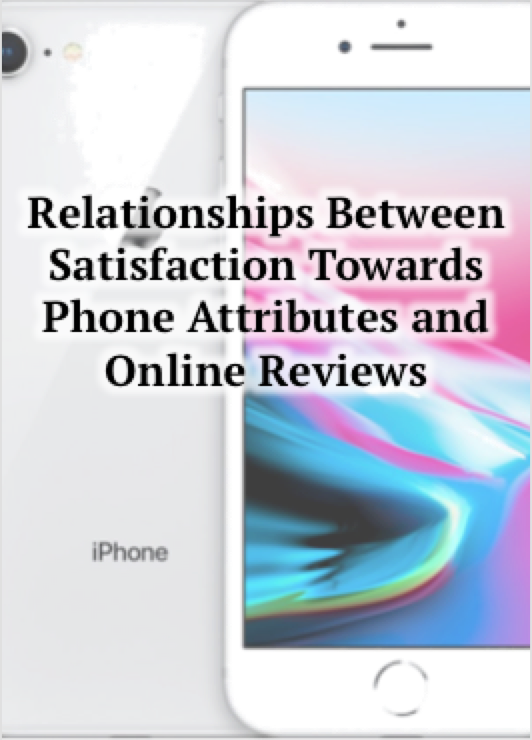 Relationships Between
Satisfaction Towards
Phone Attributes and
Online Reviews
iPhone